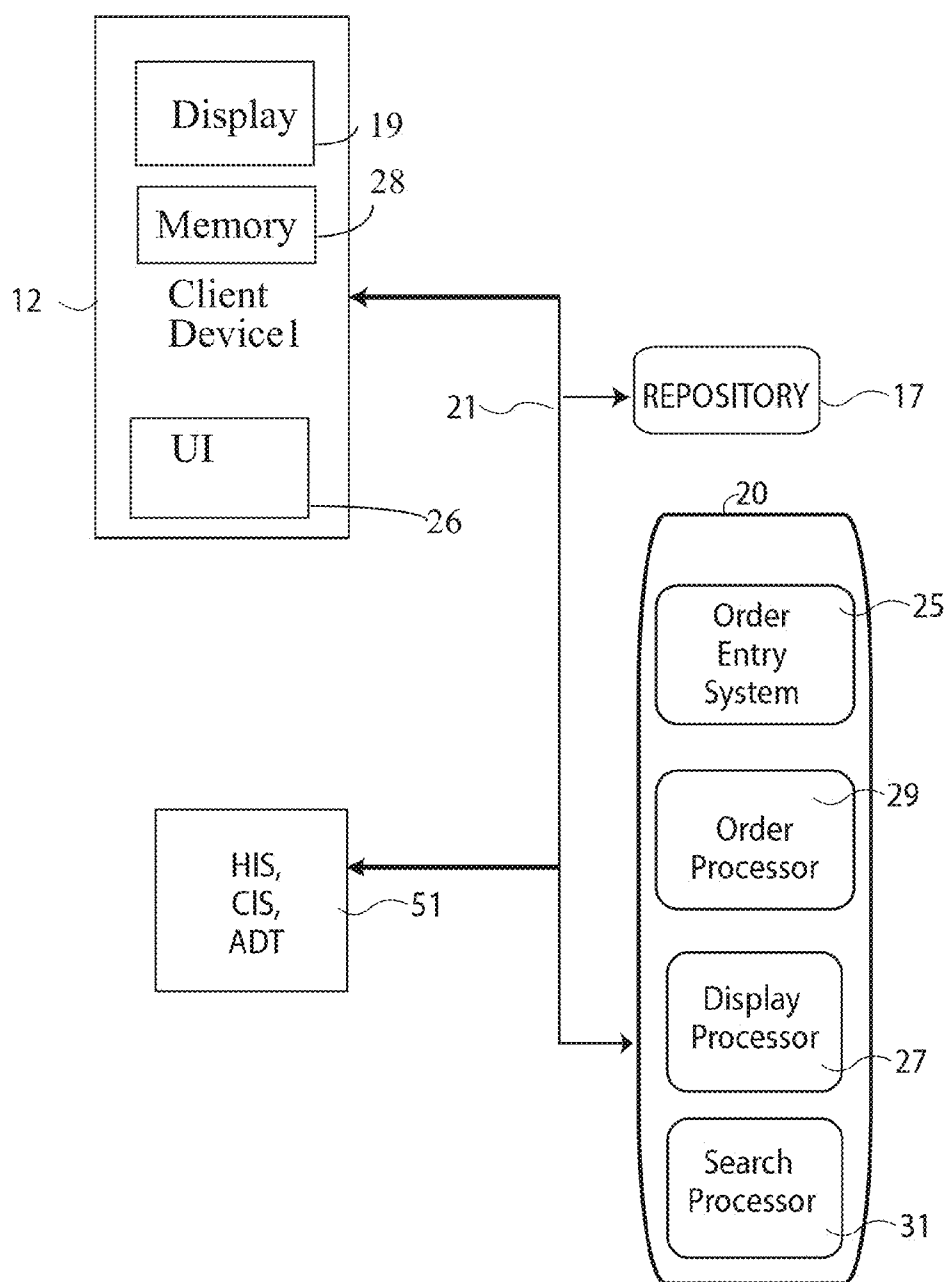 Display
19
Memory
28
Client
Device1
12
UI
26
21
REPOSITORY
17
20
Order
Entry
System
25
Order
Processor
29
HIS,
CIS,
ADT
51
Display
Processor
27
Search
Processor
31